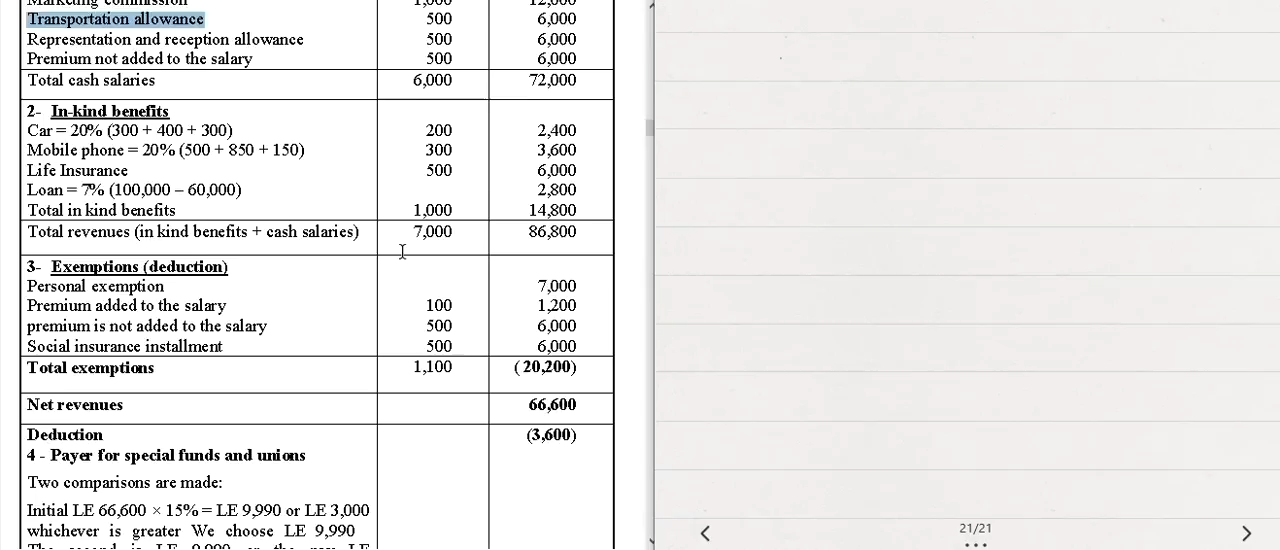 Marketing commission 1,000 12,000
Transportation allowance 500 6,000
Representation and reception allowance 500 6,000
Premium not added to the salary 500 6,000
Total cash salaries 6,000 72,000
2- In-kind benefits
Car = 20% (300 + 400 + 300) 200 2,400
Mobile phone = 20% (500 + 850 + 150) 300 3,600
Life Insurance 500 6,000
Loan = 7% (100,000 – 60,000) 2,800
Total in kind benefits 1,000 14,800
Total revenues (in kind benefits + cash salaries) 7,000 86,800
3- Exemptions (deduction)
Personal exemption 7,000
Premium added to the salary 100 1,200
premium is not added to the salary 500 6,000
Social insurance installment 500 6,000
Total exemptions 1,100 (20,200)
Net revenues 66,600
Deduction (3,600)
4 - Payer for special funds and unions
Two comparisons are made:
Initial LE 66,600 × 15% = LE 9,990 or LE 3,000
whichever is greater We choose LE 9,990
21/21